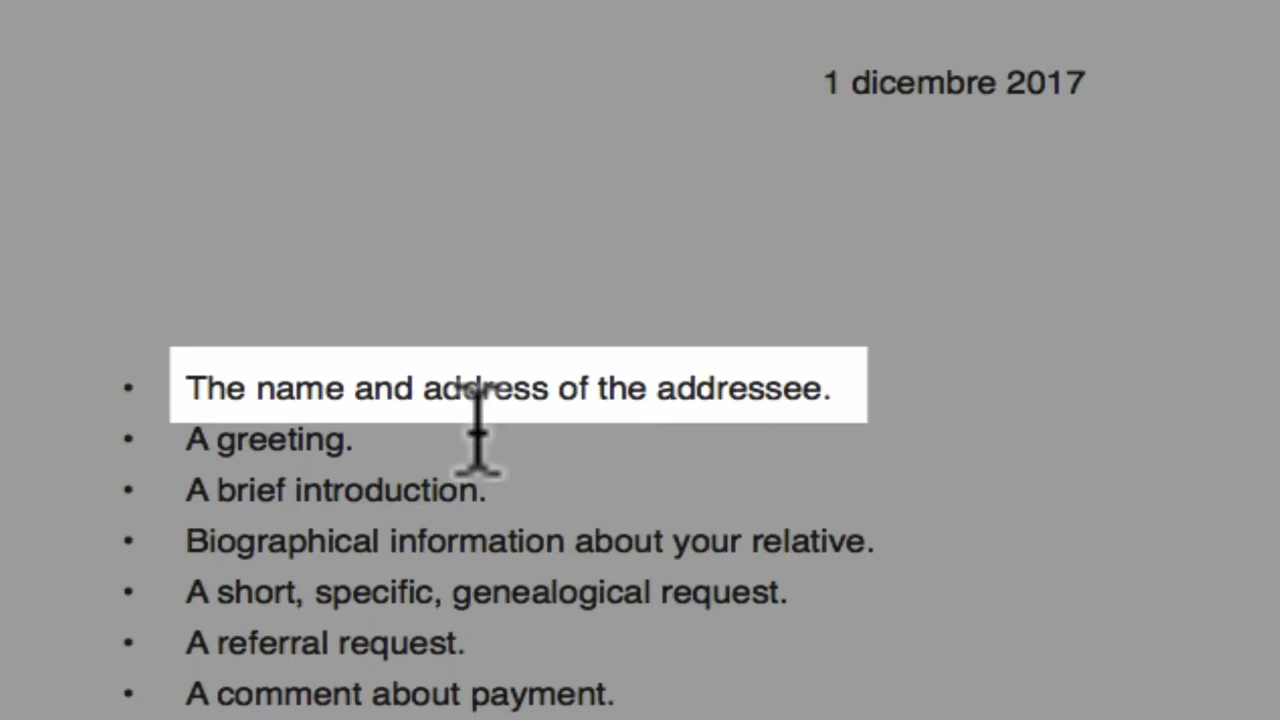 1 dicembre 2017
• The name and address of the addressee.
• A greeting.
• A brief introduction.
• Biographical information about your relative.
• A short, specific, genealogical request.
• A referral request.
• A comment about payment.